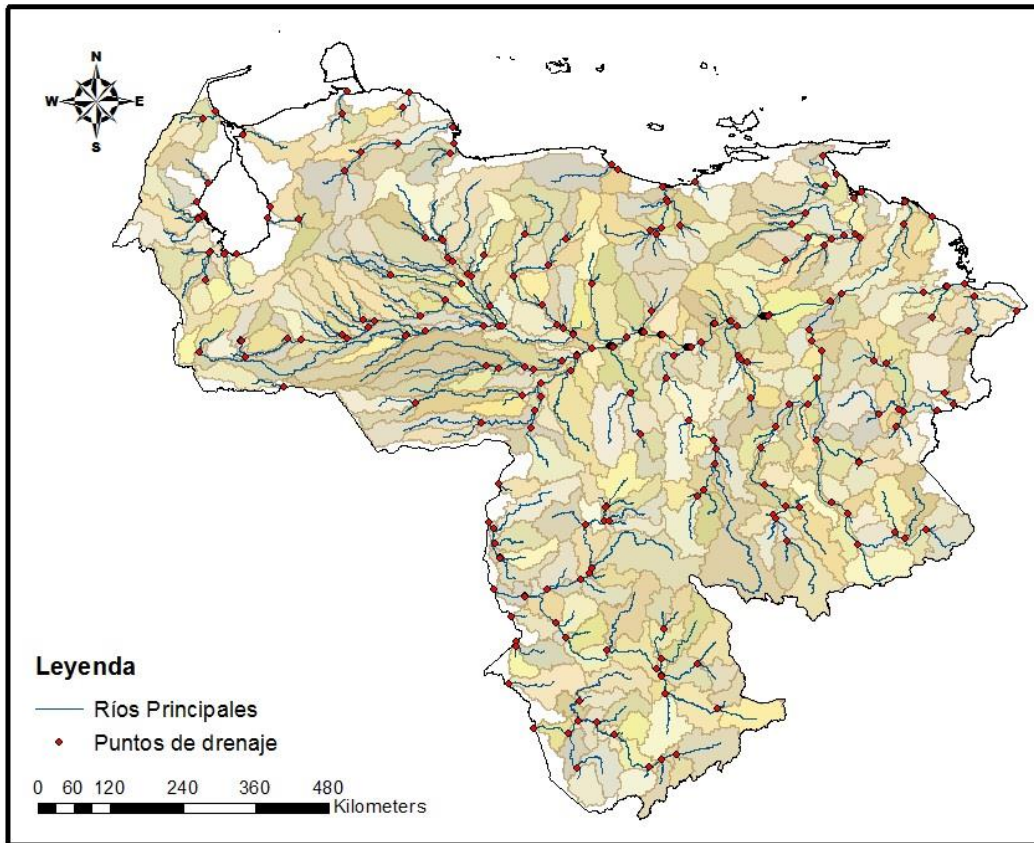 N
W E
S
Leyenda
Ríos Principales
Puntos de drenaje
0 60 120 240 360 480
Kilometers